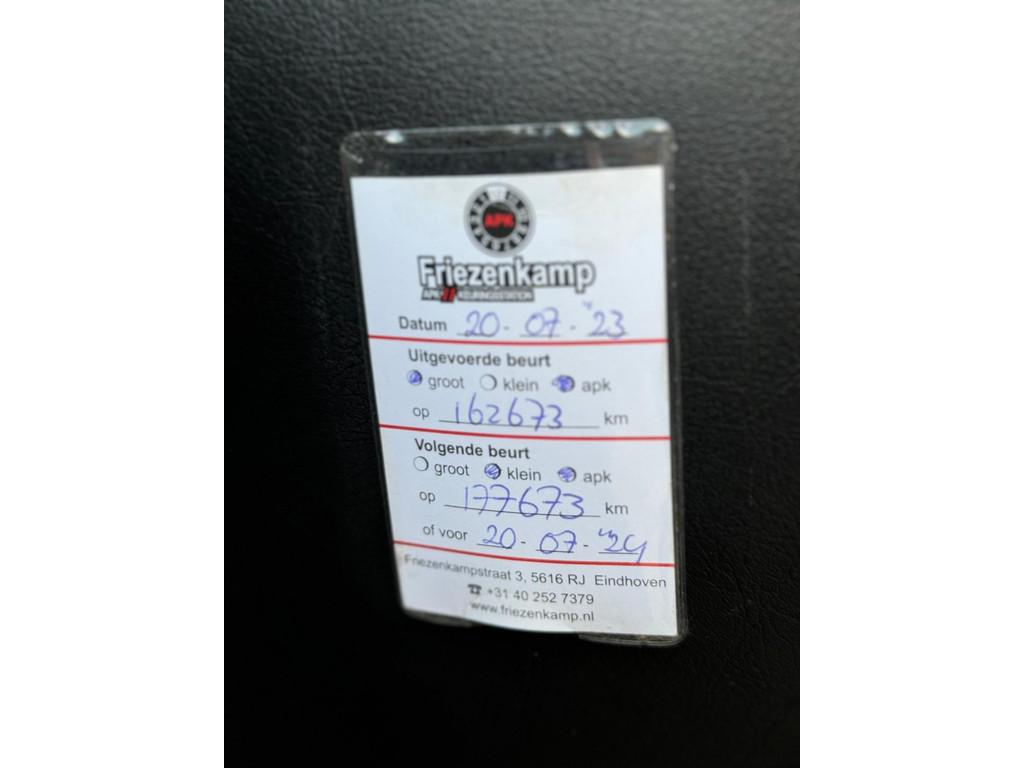 APK
Friezenkamp
APK// KEURINGSSTATION
Datum 20-07-'23
Uitgevoerde beurt
groot klein apk
op 162673 km
Volgende beurt
groot klein apk
op 177673 km
of voor 20-07-'24
Friezenkampstraat 3, 5616 RJ Eindhoven
☎ +31 40 252 7379
www.friezenkamp.nl